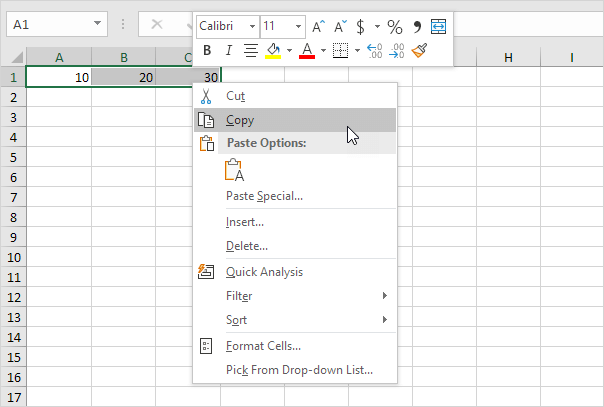 A1
Calibri 11 A A $ % ,
B I A .00 .0
A B C H I
1 10 20 30
2
3
4
5
6
7
8
9
10
11
12
13
14
15
16
17
Cut
Copy
Paste Options:
A
Paste Special...
Insert...
Delete...
Quick Analysis
Filter
Sort
Format Cells...
Pick From Drop-down List...